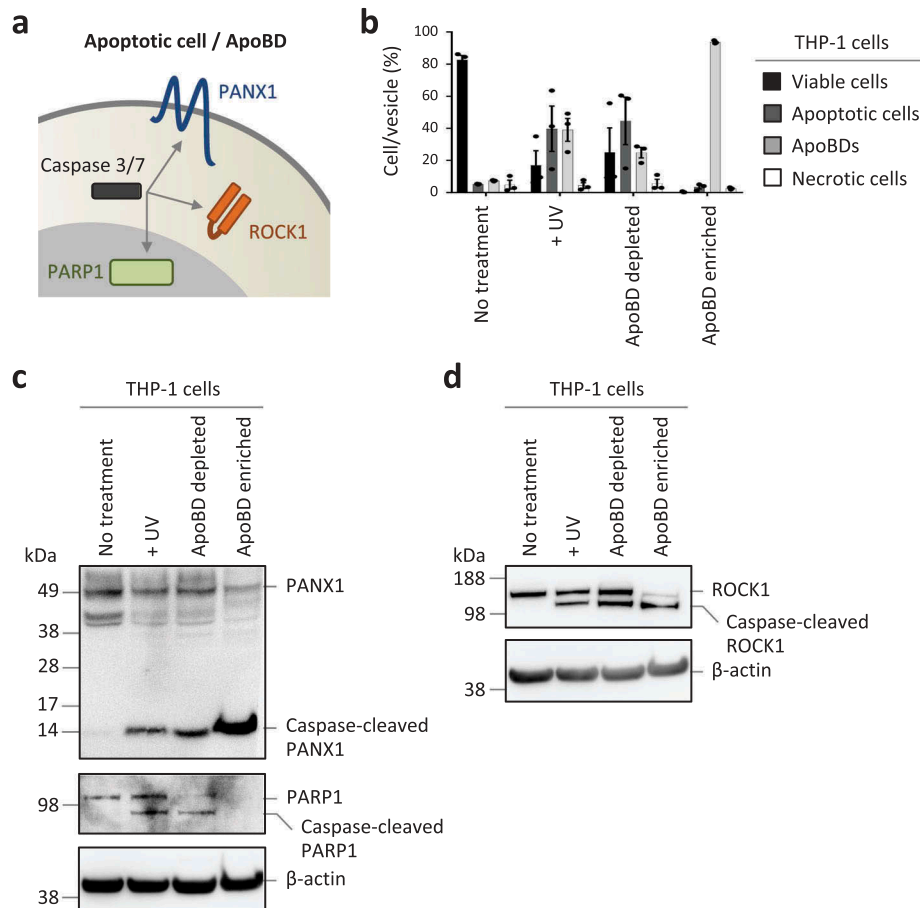 a
Apoptotic cell / ApoBD
PANX1
Caspase 3/7
ROCK1
PARP1
b
Cell/vesicle (%)
100
80
60
40
20
0
No treatment
+ UV
ApoBD depleted
ApoBD enriched
THP-1 cells
Viable cells
Apoptotic cells
ApoBDs
Necrotic cells
c
THP-1 cells
No treatment
+ UV
ApoBD depleted
ApoBD enriched
kDa
49
38
28
17
14
PANX1
Caspase-cleaved
PANX1
98
PARP1
Caspase-cleaved
PARP1
38
β-actin
d
THP-1 cells
No treatment
+ UV
ApoBD depleted
ApoBD enriched
kDa
188
98
ROCK1
Caspase-cleaved
ROCK1
38
β-actin